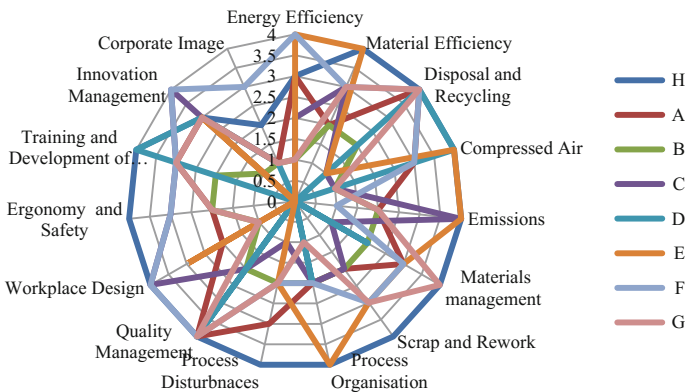 Energy Efficiency
Material Efficiency
Disposal and
Recycling
Compressed Air
Emissions
Materials
management
Scrap and Rework
Process
Organisation
Process
Disturbnaces
Quality
Management
Workplace Design
Ergonomy and
Safety
Training and
Development of…
Innovation
Management
Corporate Image
4
3.5
3
2.5
2
1.5
1
0.5
0
H
A
B
C
D
E
F
G